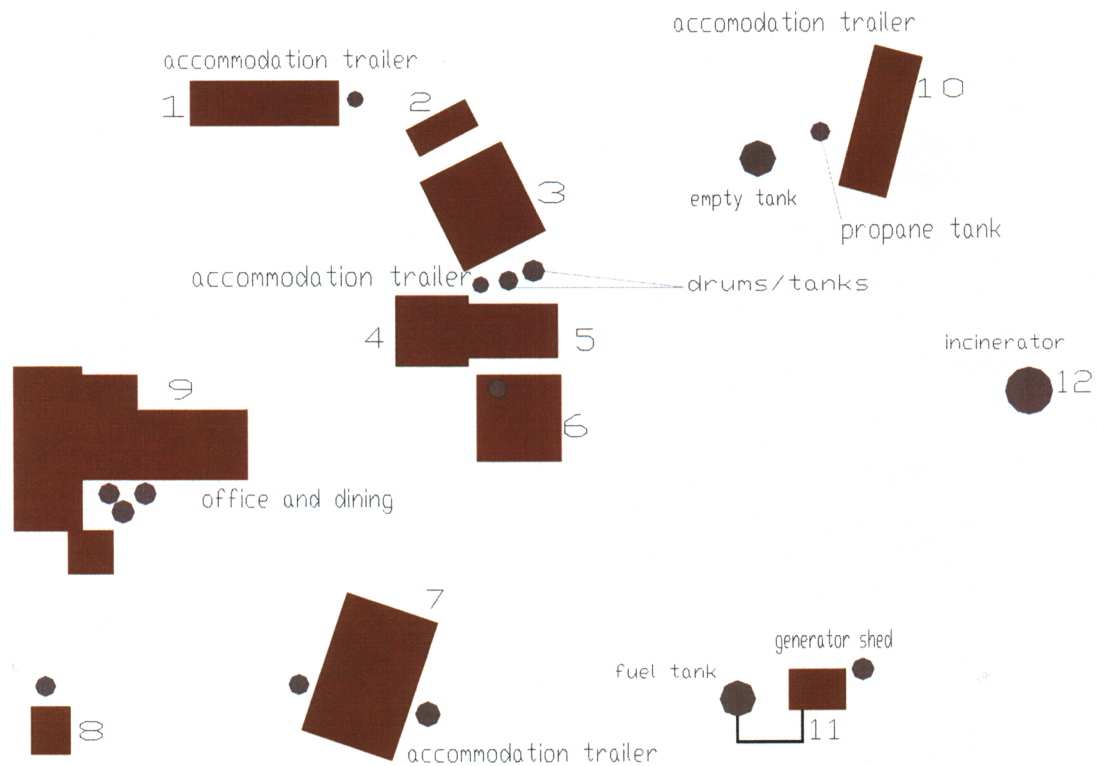 accomodation trailer
accommodation trailer
1
2
10
3
empty tank
propane tank
accommodation trailer
drums/tanks
4
5
incinerator
12
9
6
office and dining
7
generator shed
fuel tank
8
11
accommodation trailer